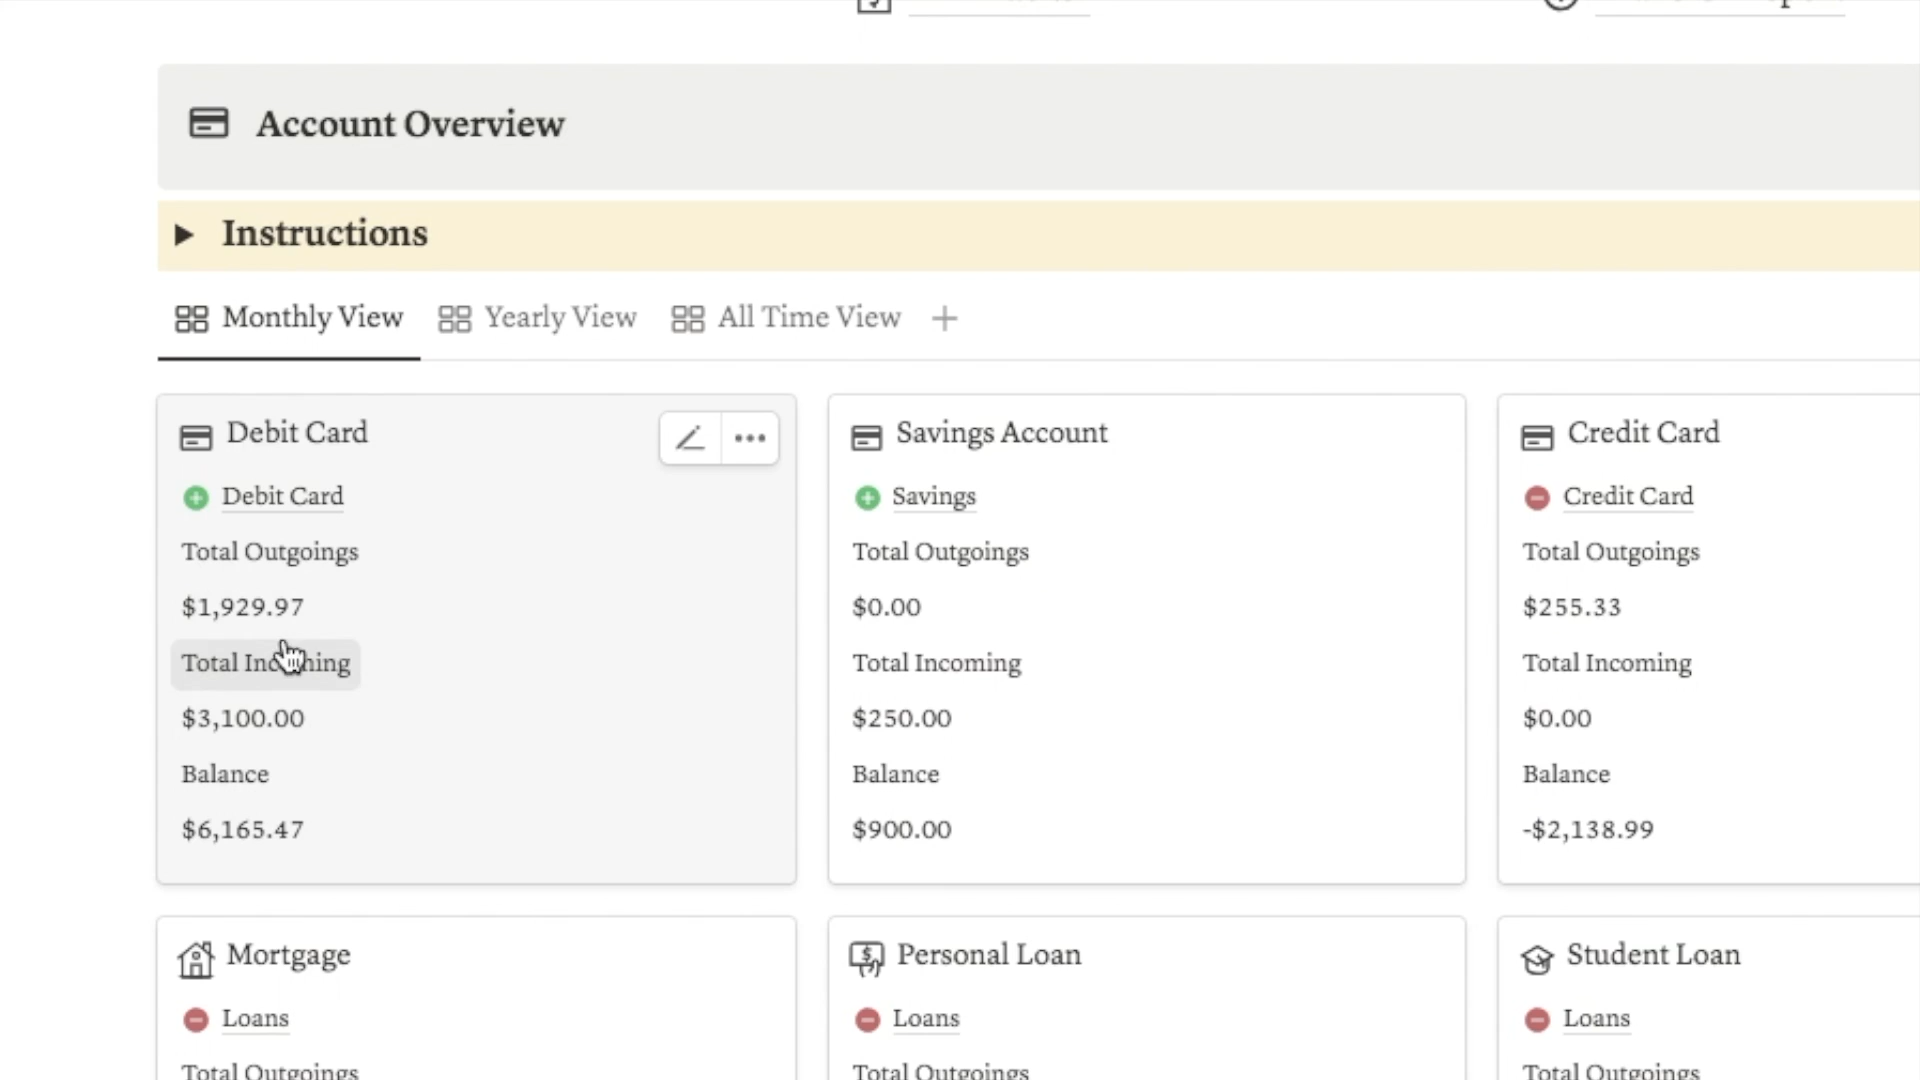 Account Overview
Instructions
Monthly View Yearly View All Time View
Debit Card
Debit Card
Total Outgoings
$1,929.97
Total Incoming
$3,100.00
Balance
$6,165.47
Savings Account
Savings
Total Outgoings
$0.00
Total Incoming
$250.00
Balance
$900.00
Credit Card
Credit Card
Total Outgoings
$255.33
Total Incoming
$0.00
Balance
-$2,138.99
Mortgage
Loans
Total Outgoings
Personal Loan
Loans
Total Outgoings
Student Loan
Loans
Total Outgoings